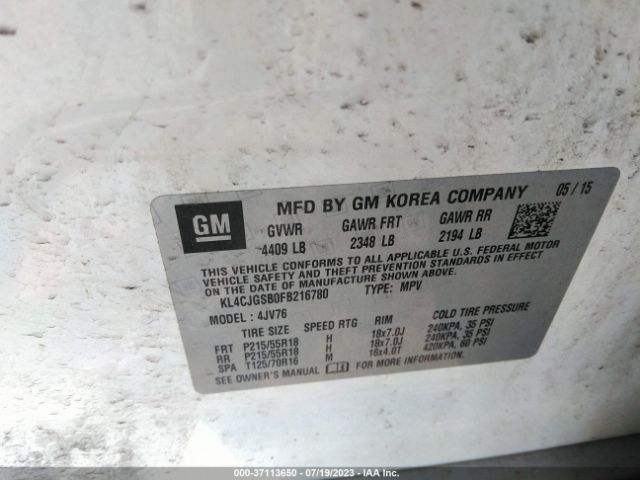 GM
MFD BY GM KOREA COMPANY 05 / 15
GVWR GAWR FRT GAWR RR
4409 LB 2348 LB 2194 LB
THIS VEHICLE CONFORMS TO ALL APPLICABLE U.S. FEDERAL MOTOR
VEHICLE SAFETY AND THEFT PREVENTION STANDARDS IN EFFECT ON
THE DATE OF MANUFACTURE SHOWN ABOVE.
KL4CJGSB0FB216780 TYPE: MPV
MODEL : 4JV76
TIRE SIZE SPEED RTG RIM
FRT P215/55R18 H 18x7.0J 240KPA, 35 PSI
RR P215/55R18 H 18x7.0J 240KPA, 35 PSI
SPA T125/70R16 M 16x4.0T 420KPA, 60 PSI
SEE OWNER'S MANUAL FOR MORE INFORMATION.
000-37113650 - 07/19/2023 - IAA Inc.